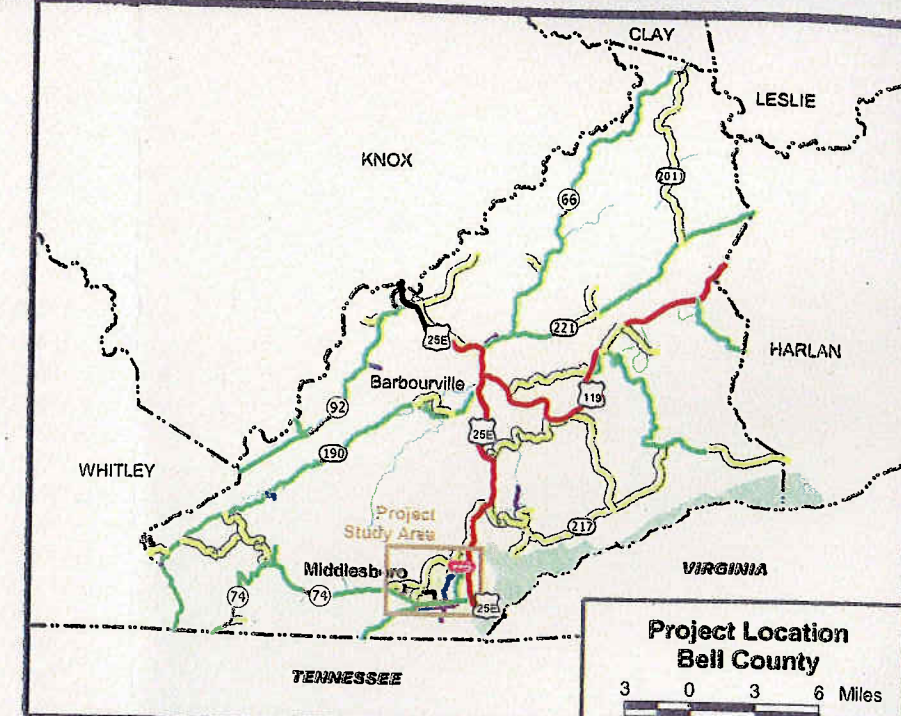 CLAY
LESLIE
KNOX
2011
66
221
25E
HARLAN
Barbourville
119
92
25E
190
WHITLEY
Project
Study Area
217
Middlesboro
VIRGINIA
74
74
25E
TENNESSEE
Project Location
Bell County
3 0 3 6 Miles